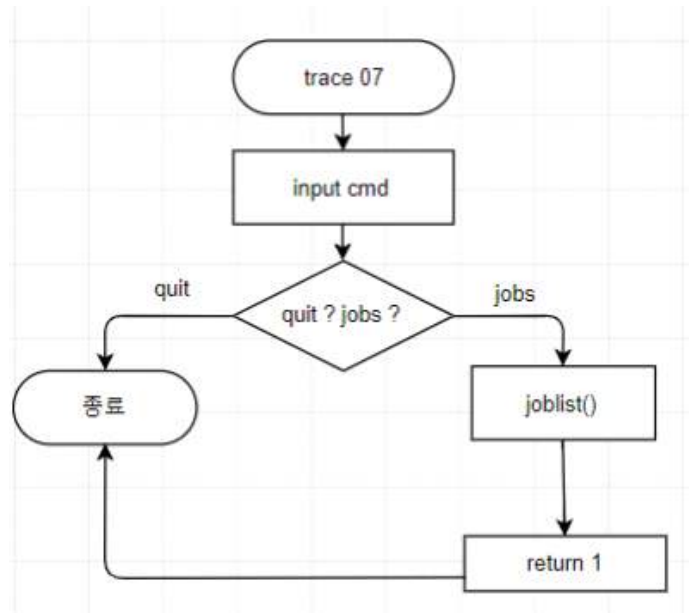 trace 07
input cmd
quit
quit ? jobs ?
jobs
종료
joblist()
return 1